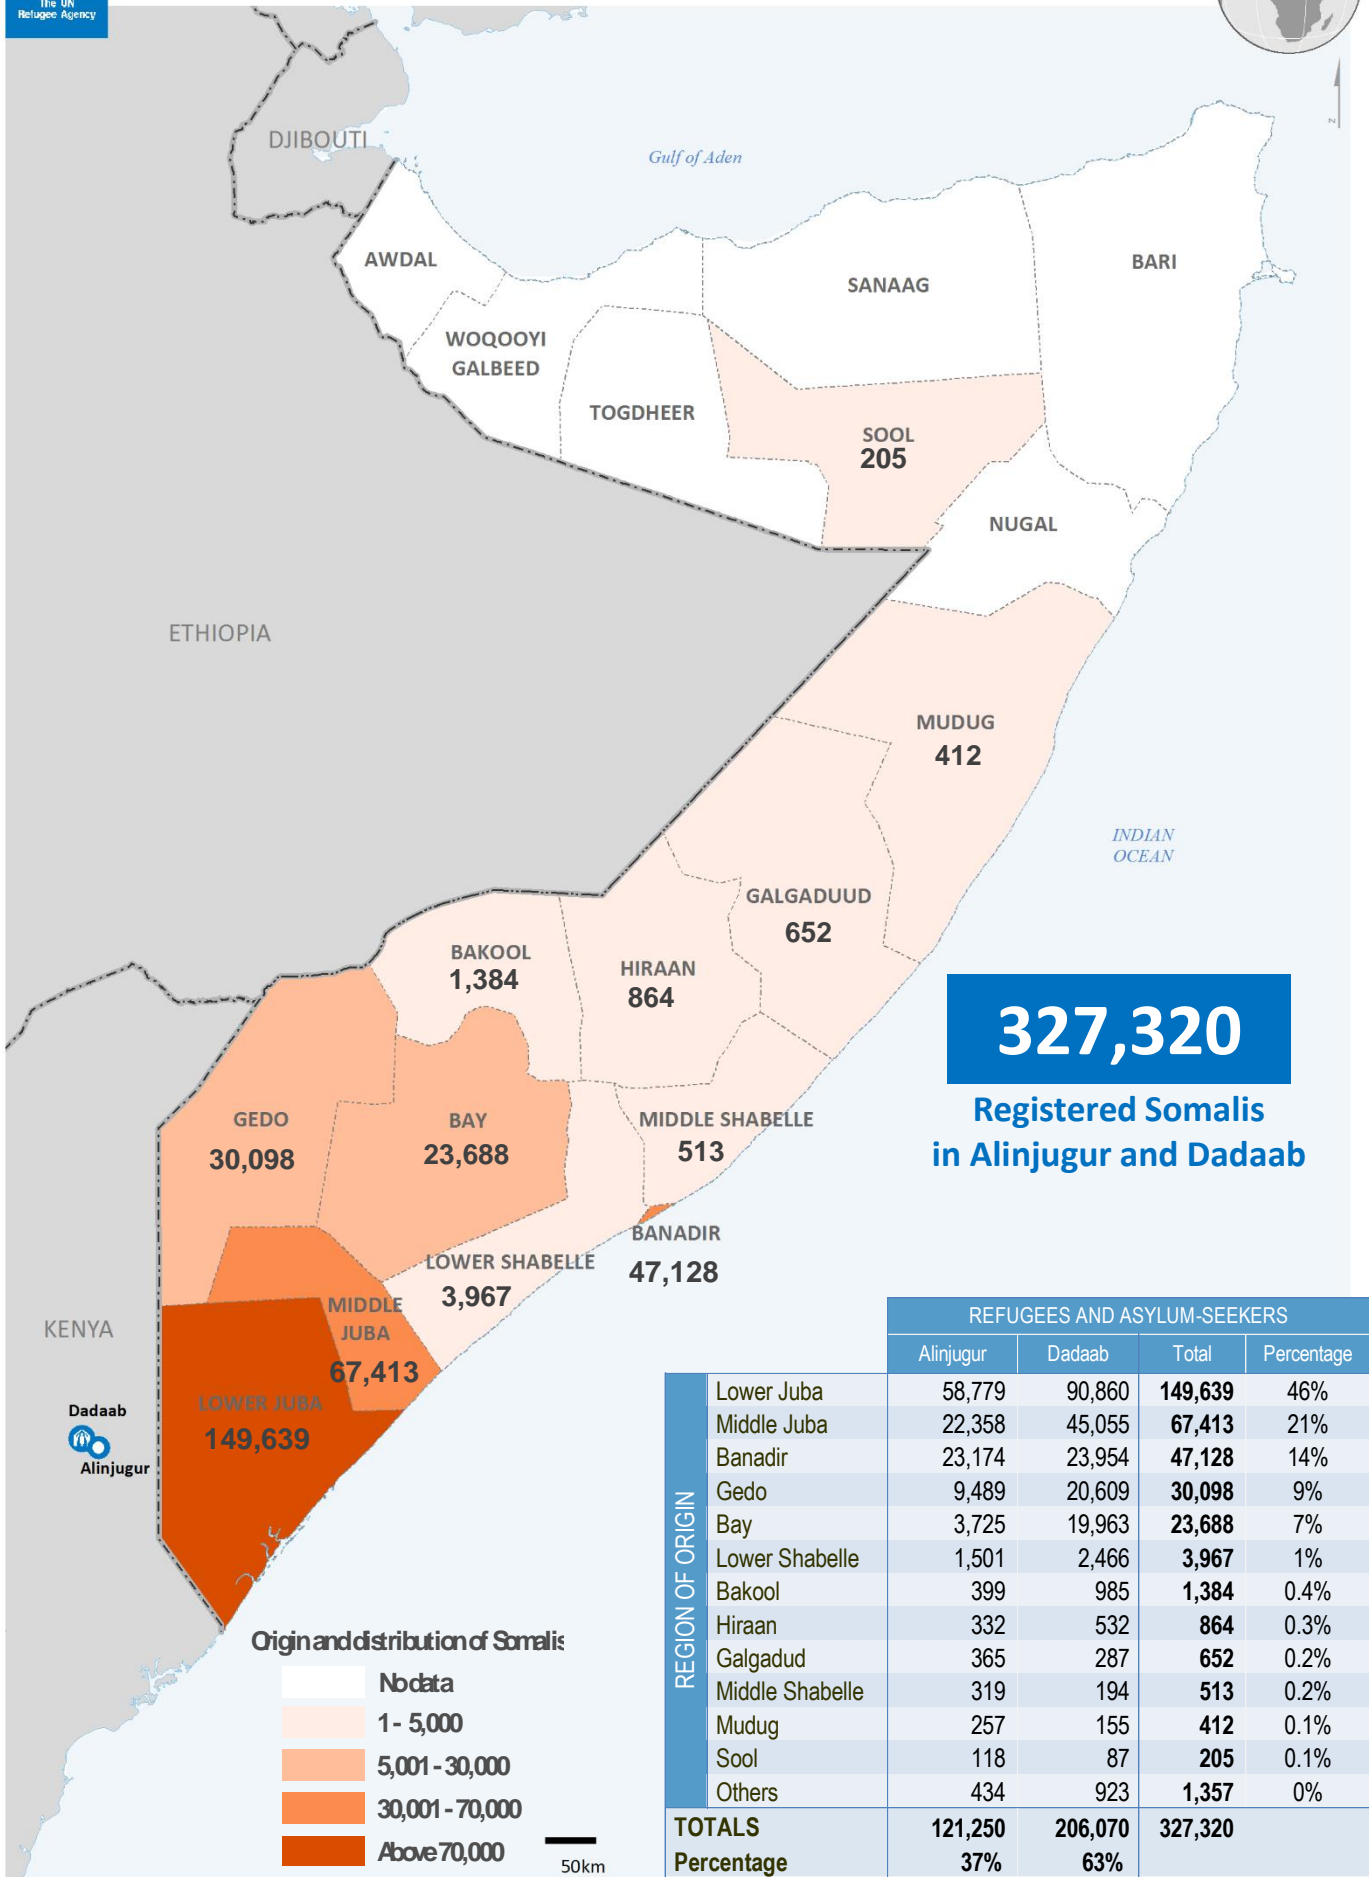 The UN
Refugee Agency
N
DJIBOUTI
Gulf of Aden
AWDAL
SANAAG
BARI
WOQOOYI
GALBEED
TOGDHEER
SOOL
205
NUGAL
ETHIOPIA
MUDUG
412
INDIAN
OCEAN
GALGADUUD
652
BAKOOL
1,384
HIRAAN
864
327,320
Registered Somalis
in Alinjugur and Dadaab
GEDO
30,098
BAY
23,688
MIDDLE SHABELLE
513
BANADIR
47,128
LOWER SHABELLE
3,967
MIDDLE
JUBA
67,413
KENYA
LOWER JUBA
149,639
Dadaab
Alinjugur
Origin and distribution of Somalis
No data
1 - 5,000
5,001 - 30,000
30,001 - 70,000
Above 70,000
50km
REFUGEES AND ASYLUM-SEEKERS
Alinjugur Dadaab Total Percentage
REGION OF ORIGIN
Lower Juba 58,779 90,860 149,639 46%
Middle Juba 22,358 45,055 67,413 21%
Banadir 23,174 23,954 47,128 14%
Gedo 9,489 20,609 30,098 9%
Bay 3,725 19,963 23,688 7%
Lower Shabelle 1,501 2,466 3,967 1%
Bakool 399 985 1,384 0.4%
Hiraan 332 532 864 0.3%
Galgadud 365 287 652 0.2%
Middle Shabelle 319 194 513 0.2%
Mudug 257 155 412 0.1%
Sool 118 87 205 0.1%
Others 434 923 1,357 0%
TOTALS 121,250 206,070 327,320
Percentage 37% 63%